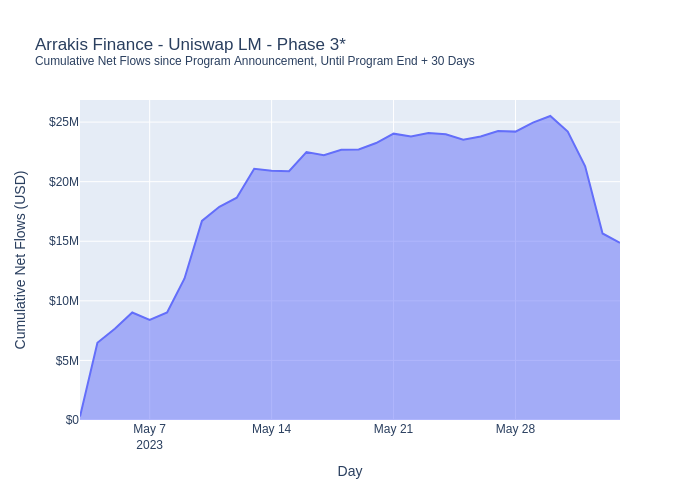 Arrakis Finance - Uniswap LM - Phase 3*
Cumulative Net Flows since Program Announcement, Until Program End + 30 Days
Cumulative Net Flows (USD)
$25M
$20M
$15M
$10M
$5M
$0
May 7
2023
May 14
May 21
May 28
Day